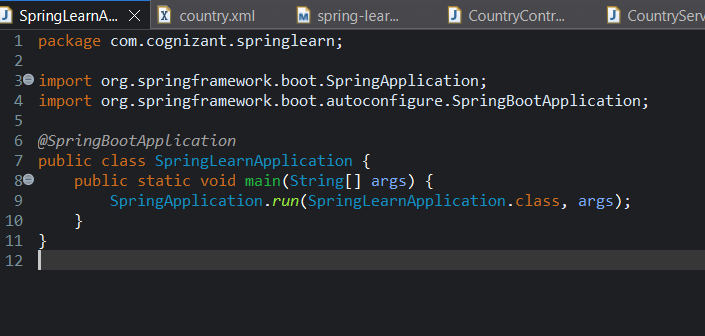 SpringLearnA... country.xml spring-lear... CountryContr... CountryServ
1 package com.cognizant.springlearn;
2
3 import org.springframework.boot.SpringApplication;
4 import org.springframework.boot.autoconfigure.SpringBootApplication;
5
6 @SpringBootApplication
7 public class SpringLearnApplication {
8 public static void main(String[] args) {
9 SpringApplication.run(SpringLearnApplication.class, args);
10 }
11 }
12